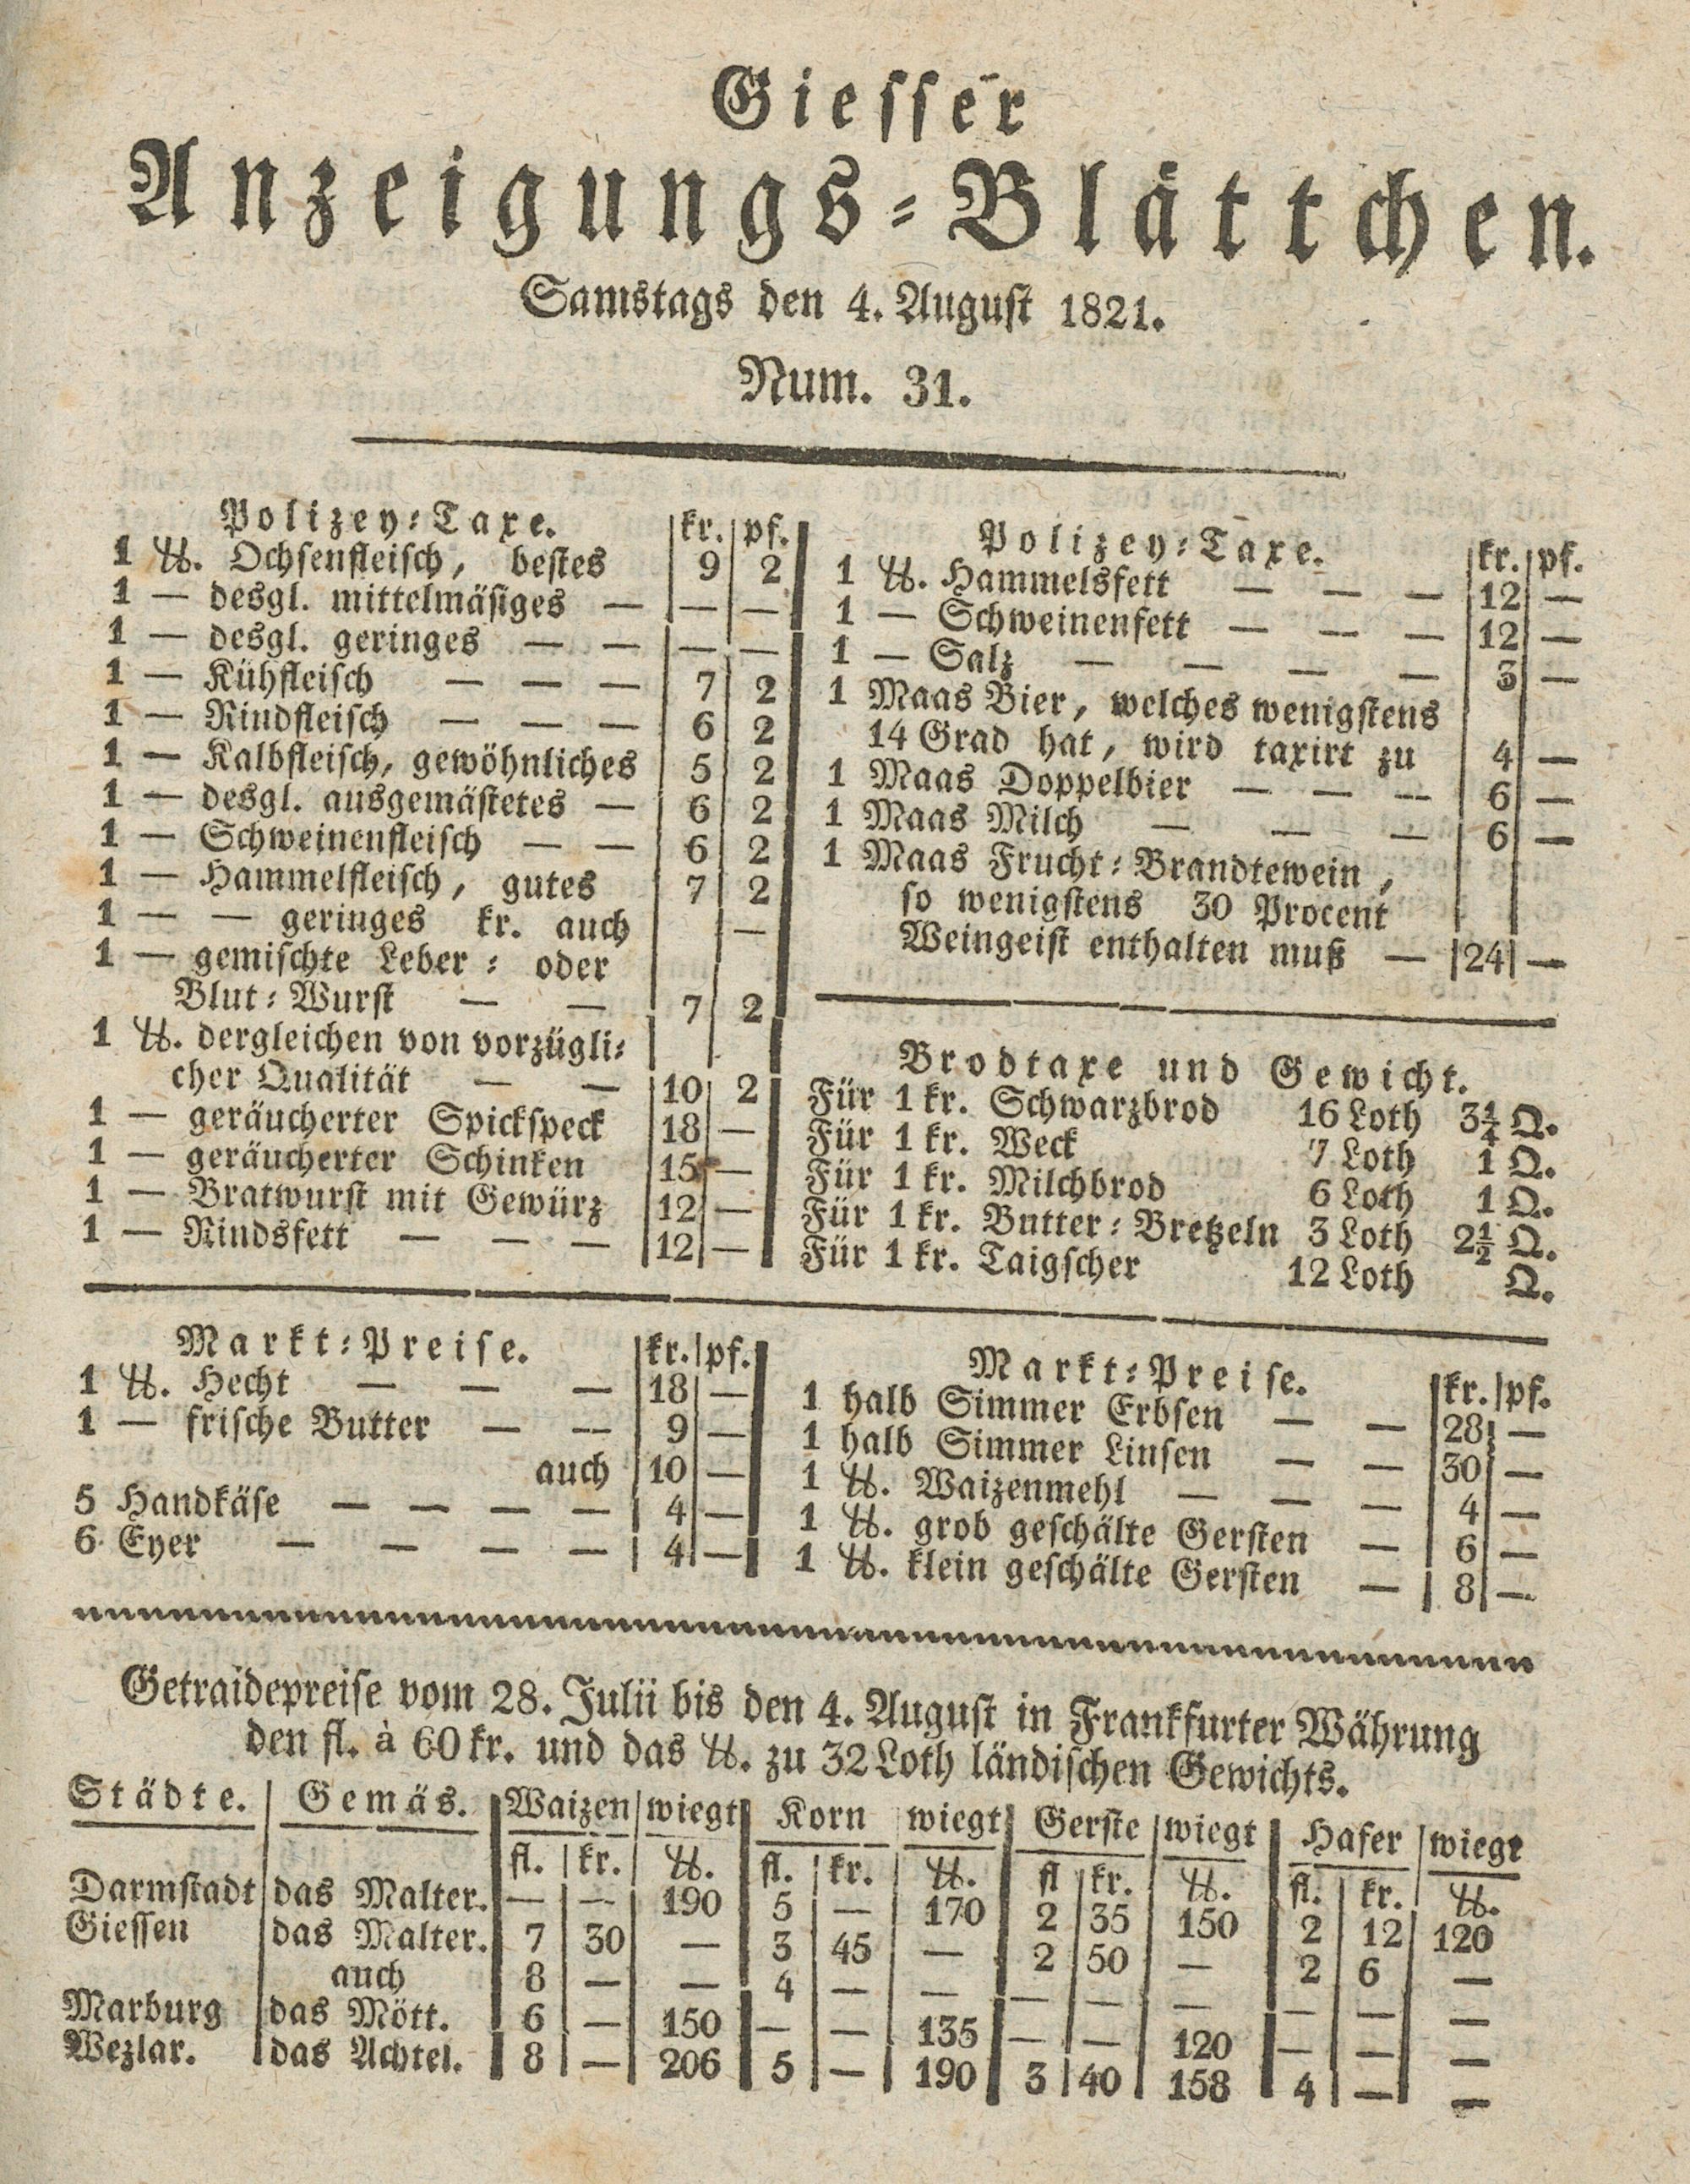 Giesser
Anzeigungs-Blättchen.
Samstags den 4. August 1821.
Num. 31.
Polizey-Taxe. kr. pf.
1 ℔. Ochsenfleisch, bestes 9 2
1 — desgl. mittelmäsiges — — —
1 — desgl. geringes — — — —
1 — Kühfleisch — — — 7 2
1 — Rindfleisch — — — 6 2
1 — Kalbfleisch, gewöhnliches 5 2
1 — desgl. ausgemästetes — 6 2
1 — Schweinenfleisch — — 6 2
1 — Hammelfleisch, gutes 7 2
1 — — geringes kr. auch —
1 — gemischte Leber- oder
Blut-Wurst — — 7 2
1 ℔. dergleichen von vorzügli-
cher Qualität — — 10 2
1 — geräucherter Spickspeck 18 —
1 — geräucherter Schinken 15 —
1 — Bratwurst mit Gewürz 12 —
1 — Rindsfett — — — 12 —
Polizey-Taxe. kr. pf.
1 ℔. Hammelsfett — — — 12 —
1 — Schweinenfett — — — 12 —
1 — Salz — — — — 3 —
1 Maas Bier, welches wenigstens
14 Grad hat, wird taxirt zu 4 —
1 Maas Doppelbier — — — 6 —
1 Maas Milch — — — 6 —
1 Maas Frucht-Brandtewein,
so wenigstens 30 Procent
Weingeist enthalten muß — 24 —
Brodtaxe und Gewicht.
Für 1 kr. Schwarzbrod 16 Loth 3¼ Q.
Für 1 kr. Weck 7 Loth 1 Q.
Für 1 kr. Milchbrod 6 Loth 1 Q.
Für 1 kr. Butter-Bretzeln 3 Loth 2½ Q.
Für 1 kr. Taigscher 12 Loth Q.
Markt-Preise. kr. pf.
1 ℔. Hecht — — — 18 —
1 — frische Butter — — 9 —
auch 10 —
5 Handkäse — — — — 4 —
6 Eyer — — — — 4 —
Markt-Preise. kr. pf.
1 halb Simmer Erbsen — — 28 —
1 halb Simmer Linsen — — 30 —
1 ℔. Waizenmehl — — — 4 —
1 ℔. grob geschälte Gersten — 6 —
1 ℔. klein geschälte Gersten — 8 —
Getraidepreise vom 28. Julii bis den 4. August in Frankfurter Währung
den fl. à 60 kr. und das ℔. zu 32 Loth ländischen Gewichts.
Städte. Gemäs. Waizen wiegt Korn wiegt Gerste wiegt Hafer wiegt
fl. kr. ℔. fl. kr. ℔. fl kr. ℔. fl. kr. ℔.
Darmstadt das Malter. — — 190 5 — 170 2 35 150 2 12 120
Giessen das Malter. 7 30 — 3 45 — 2 50 — 2 6 —
auch 8 — — 4 — — — — — — — —
Marburg das Mött. 6 — 150 — — 135 — — 120 — — —
Wezlar. das Achtel. 8 — 206 5 — 190 3 40 158 4 — —